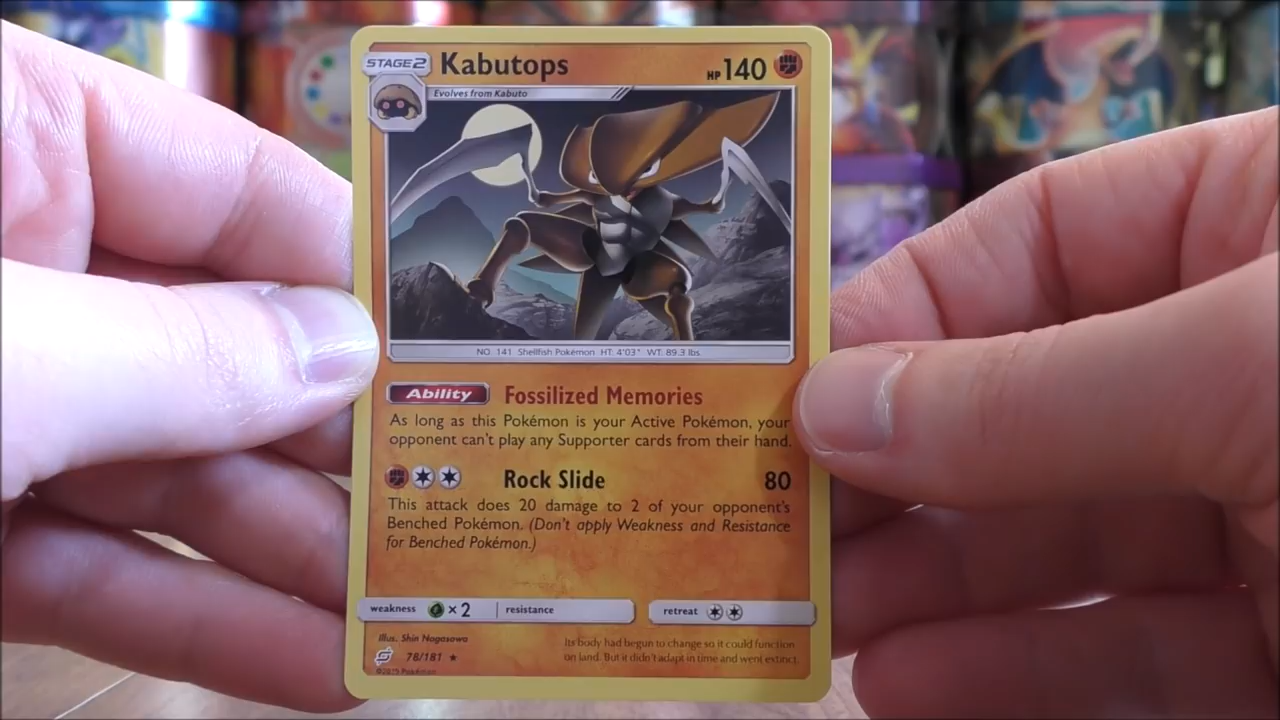 STAGE2 Kabutops HP 140
Evolves from Kabuto
NO. 141 Shellfish Pokémon HT: 4'03" WT: 89.3 lbs.
Ability Fossilized Memories
As long as this Pokémon is your Active Pokémon, your
opponent can't play any Supporter cards from their hand.
Rock Slide 80
This attack does 20 damage to 2 of your opponent's
Benched Pokémon. (Don't apply Weakness and Resistance
for Benched Pokémon.)
weakness ×2 resistance retreat
Illus. Shin Nagasawa
78/181 ★
©2019 Pokémon
Its body had begun to change so it could function
on land. But it didn't adapt in time and went extinct.